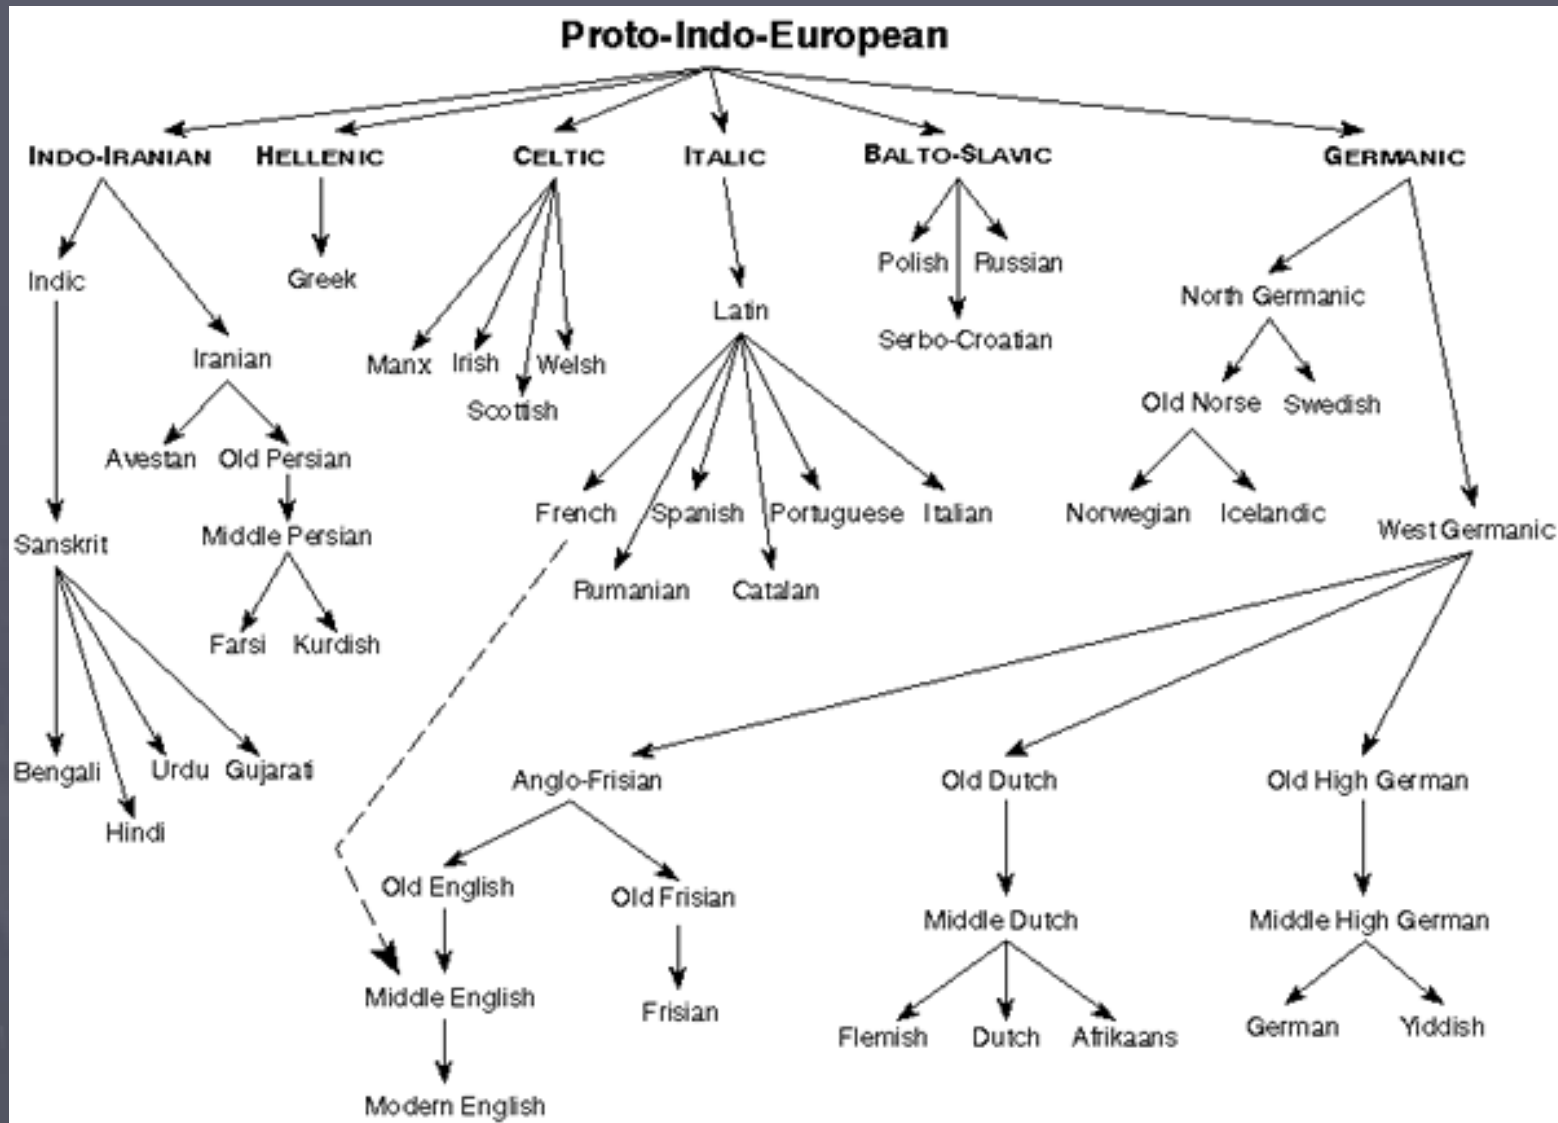 Proto-Indo-European
INDO-IRANIAN HELLENIC CELTIC ITALIC BALTO-SLAVIC GERMANIC
Polish Russian
Indic Greek
North Germanic
Latin
Serbo-Croatian
Iranian Manx Irish Welsh
Scottish
Old Norse Swedish
Avestan Old Persian
French Spanish Portuguese Italian Norwegian Icelandic
West Germanic
Sanskrit Middle Persian
Rumanian Catalan
Farsi Kurdish
Bengali Urdu Gujarati
Anglo-Frisian Old Dutch Old High German
Hindi
Old English Old Frisian
Middle Dutch Middle High German
Middle English
Frisian
German Yiddish
Flemish Dutch Afrikaans
Modern English